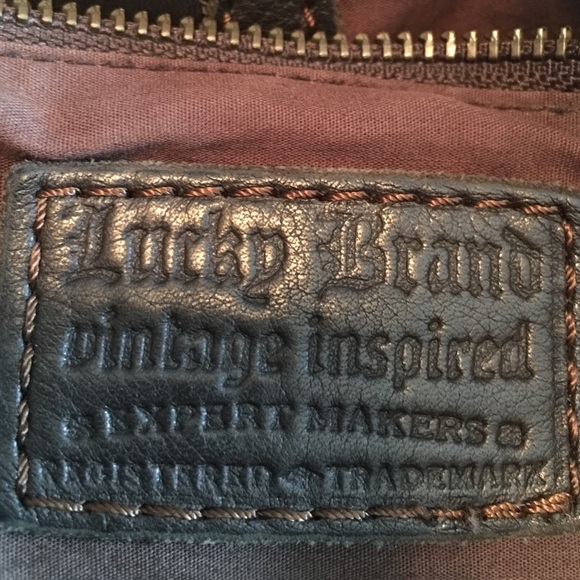 Lucky Brand
vintage inspired
EXPERT MAKERS
REGISTERED TRADEMARK